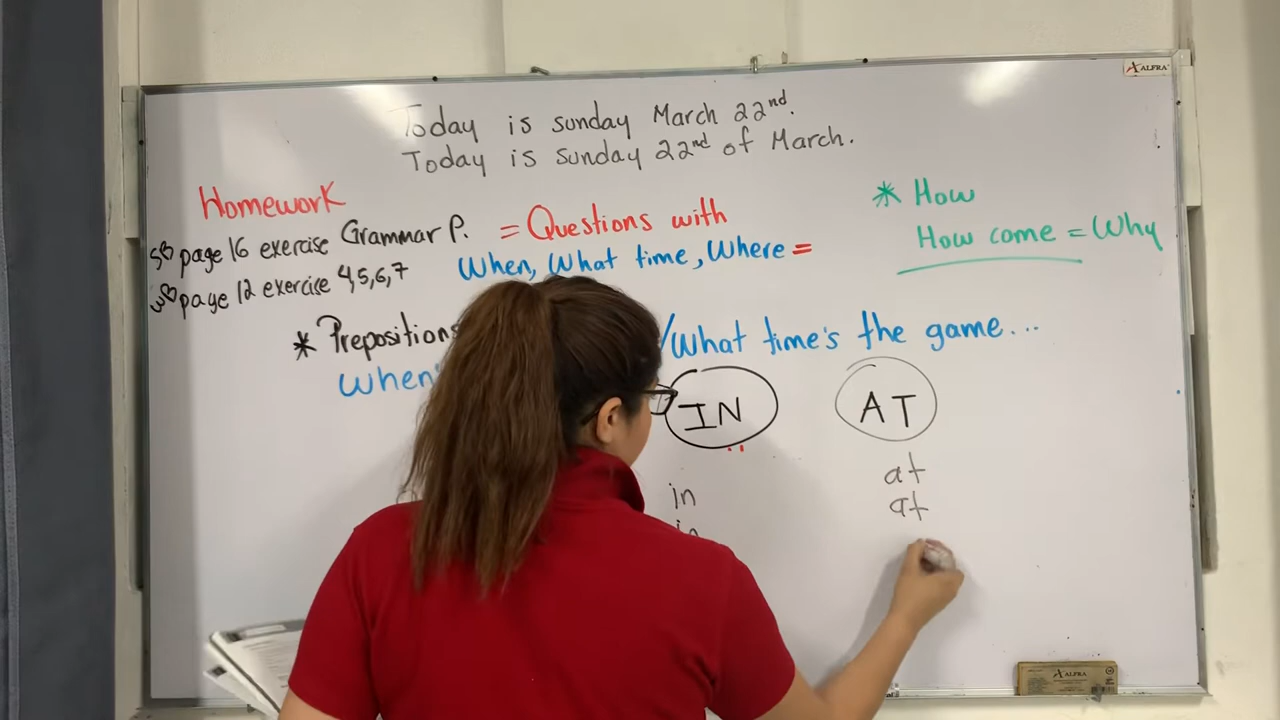 ALFRA
Today is sunday March 22nd.
Today is Sunday 22nd of March.
Homework
page 16 exercise Grammar P.
page 12 exercise 4,5,6,7
= Questions with
When, What time, Where =
* How
How come = Why
* Prepositions
When'
/What time's the game...
IN
AT
in
in
at
at
ALFRA